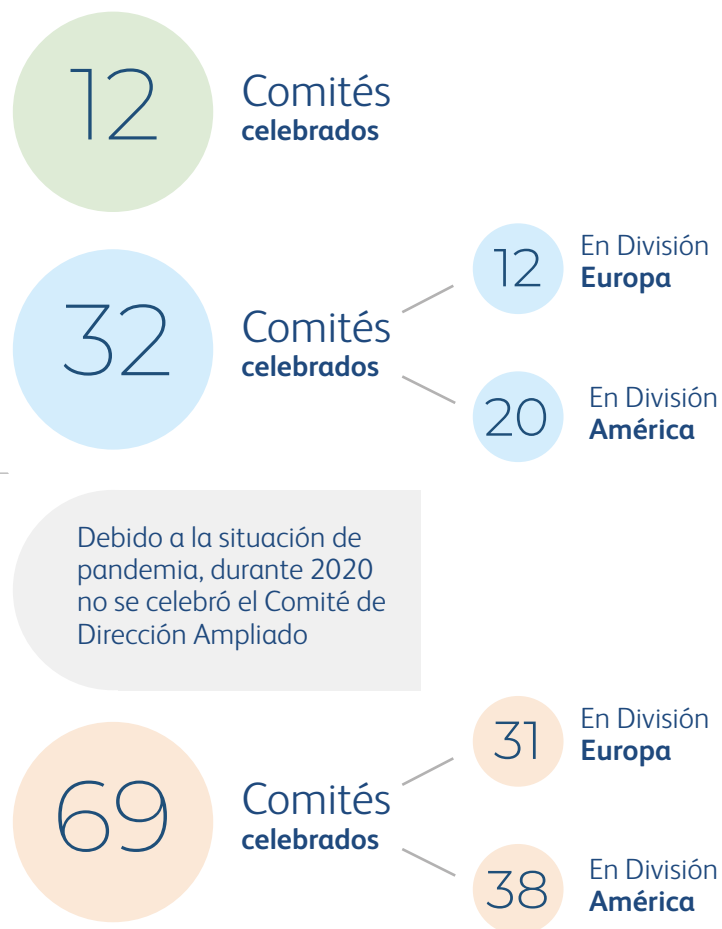 12
Comités
celebrados
32
Comités
celebrados
12
En División
Europa
20
En División
América
Debido a la situación de
pandemia, durante 2020
no se celebró el Comité de
Dirección Ampliado
69
Comités
celebrados
31
En División
Europa
38
En División
América